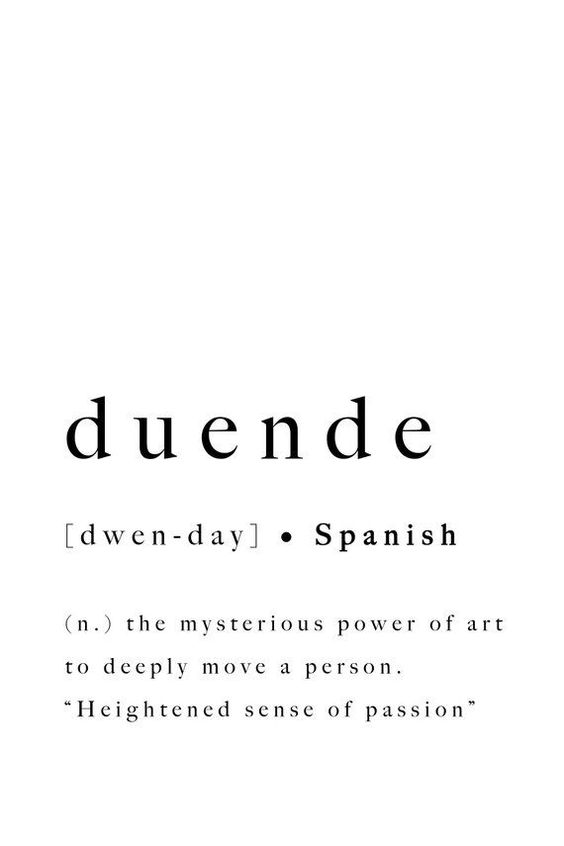 duende
[dwen-day] • Spanish
(n.) the mysterious power of art
to deeply move a person.
“Heightened sense of passion”